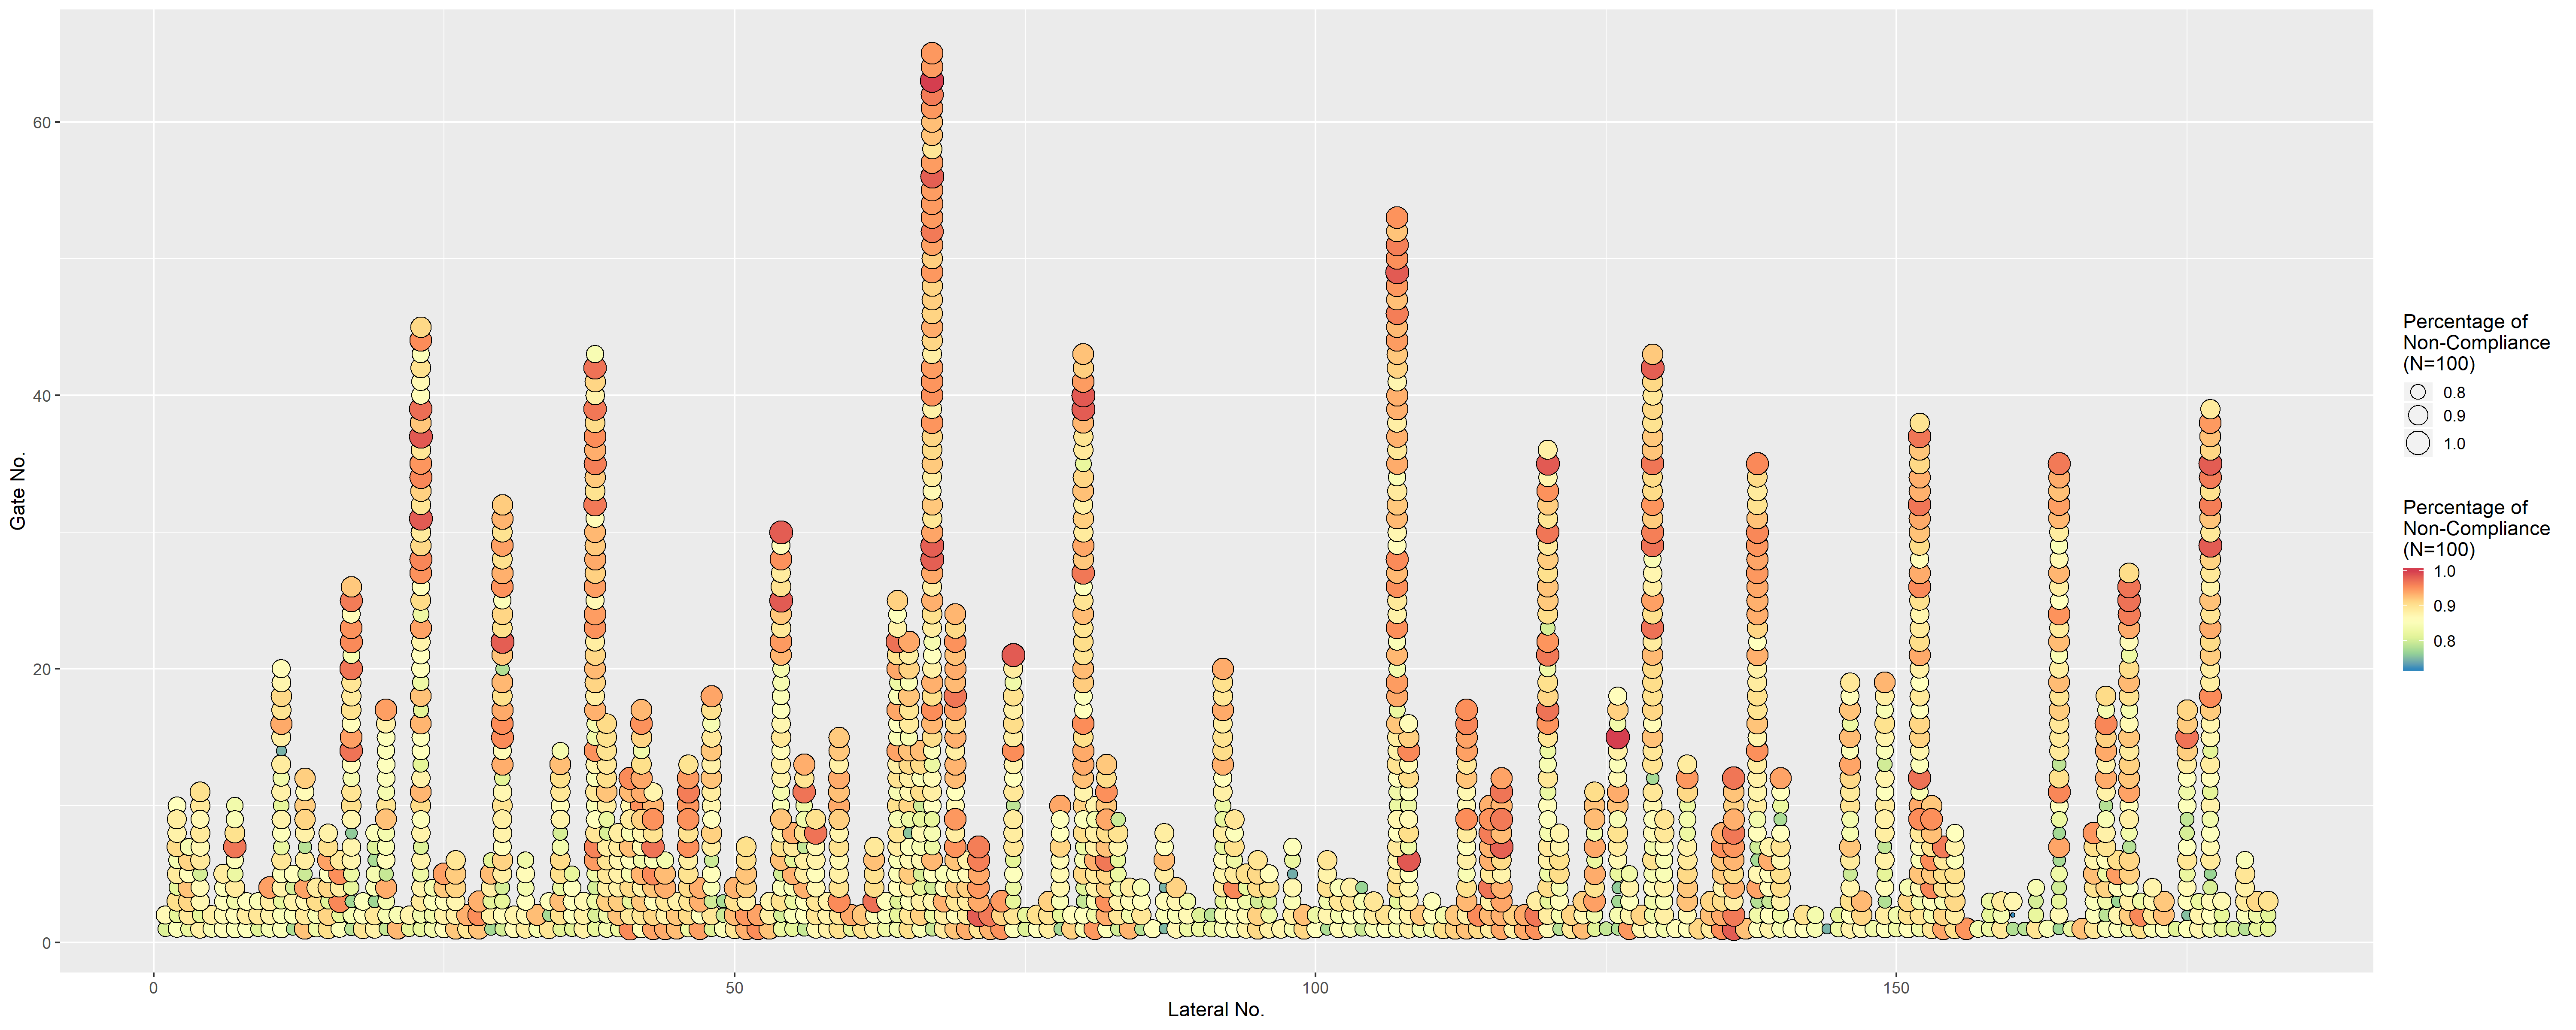 60
40
20
0
Gate No.
0
50
100
150
Lateral No.
Percentage of
Non-Compliance
(N=100)
0.8
0.9
1.0
Percentage of
Non-Compliance
(N=100)
1.0
0.9
0.8